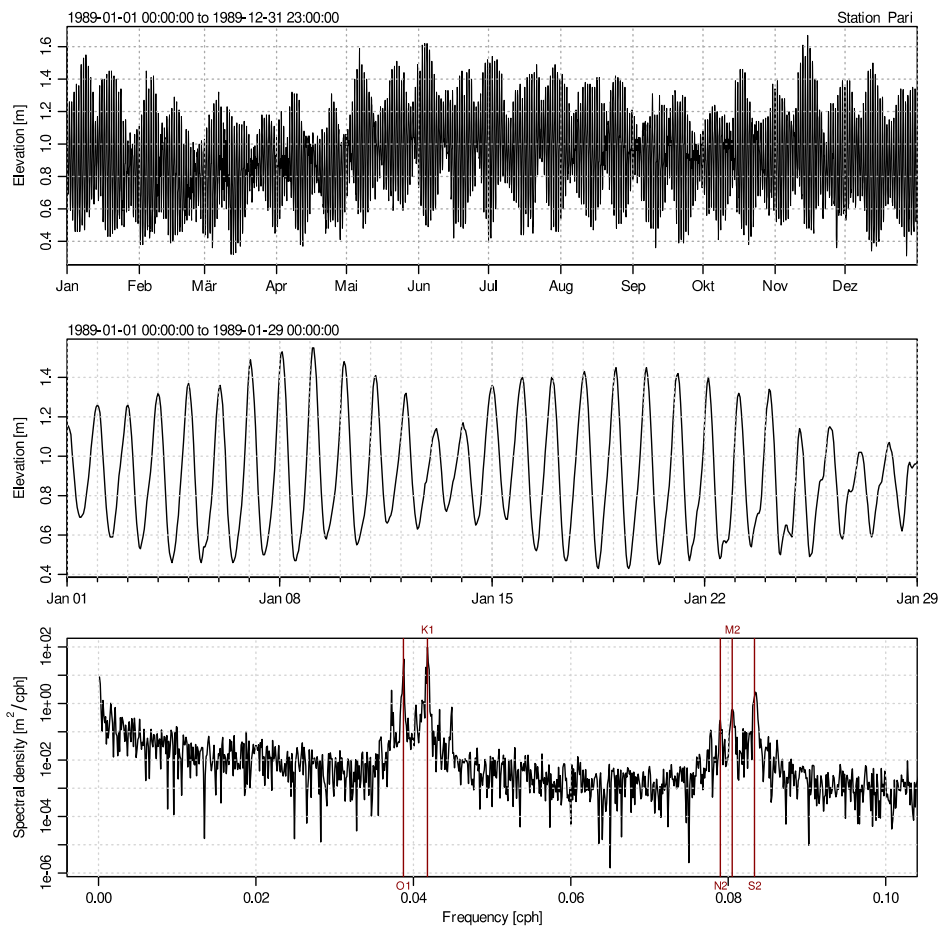 1989-01-01 00:00:00 to 1989-12-31 23:00:00 Station Pari
Elevation [m]
1.6
1.4
1.2
1.0
0.8
0.6
0.4
Jan Feb Mär Apr Mai Jun Jul Aug Sep Okt Nov Dez
1989-01-01 00:00:00 to 1989-01-29 00:00:00
Elevation [m]
1.4
1.2
1.0
0.8
0.6
0.4
Jan 01 Jan 08 Jan 15 Jan 22 Jan 29
K1 M2
Spectral density [m²/cph]
1e+02
1e+00
1e-02
1e-04
1e-06
O1 N2 S2
0.00 0.02 0.04 0.06 0.08 0.10
Frequency [cph]